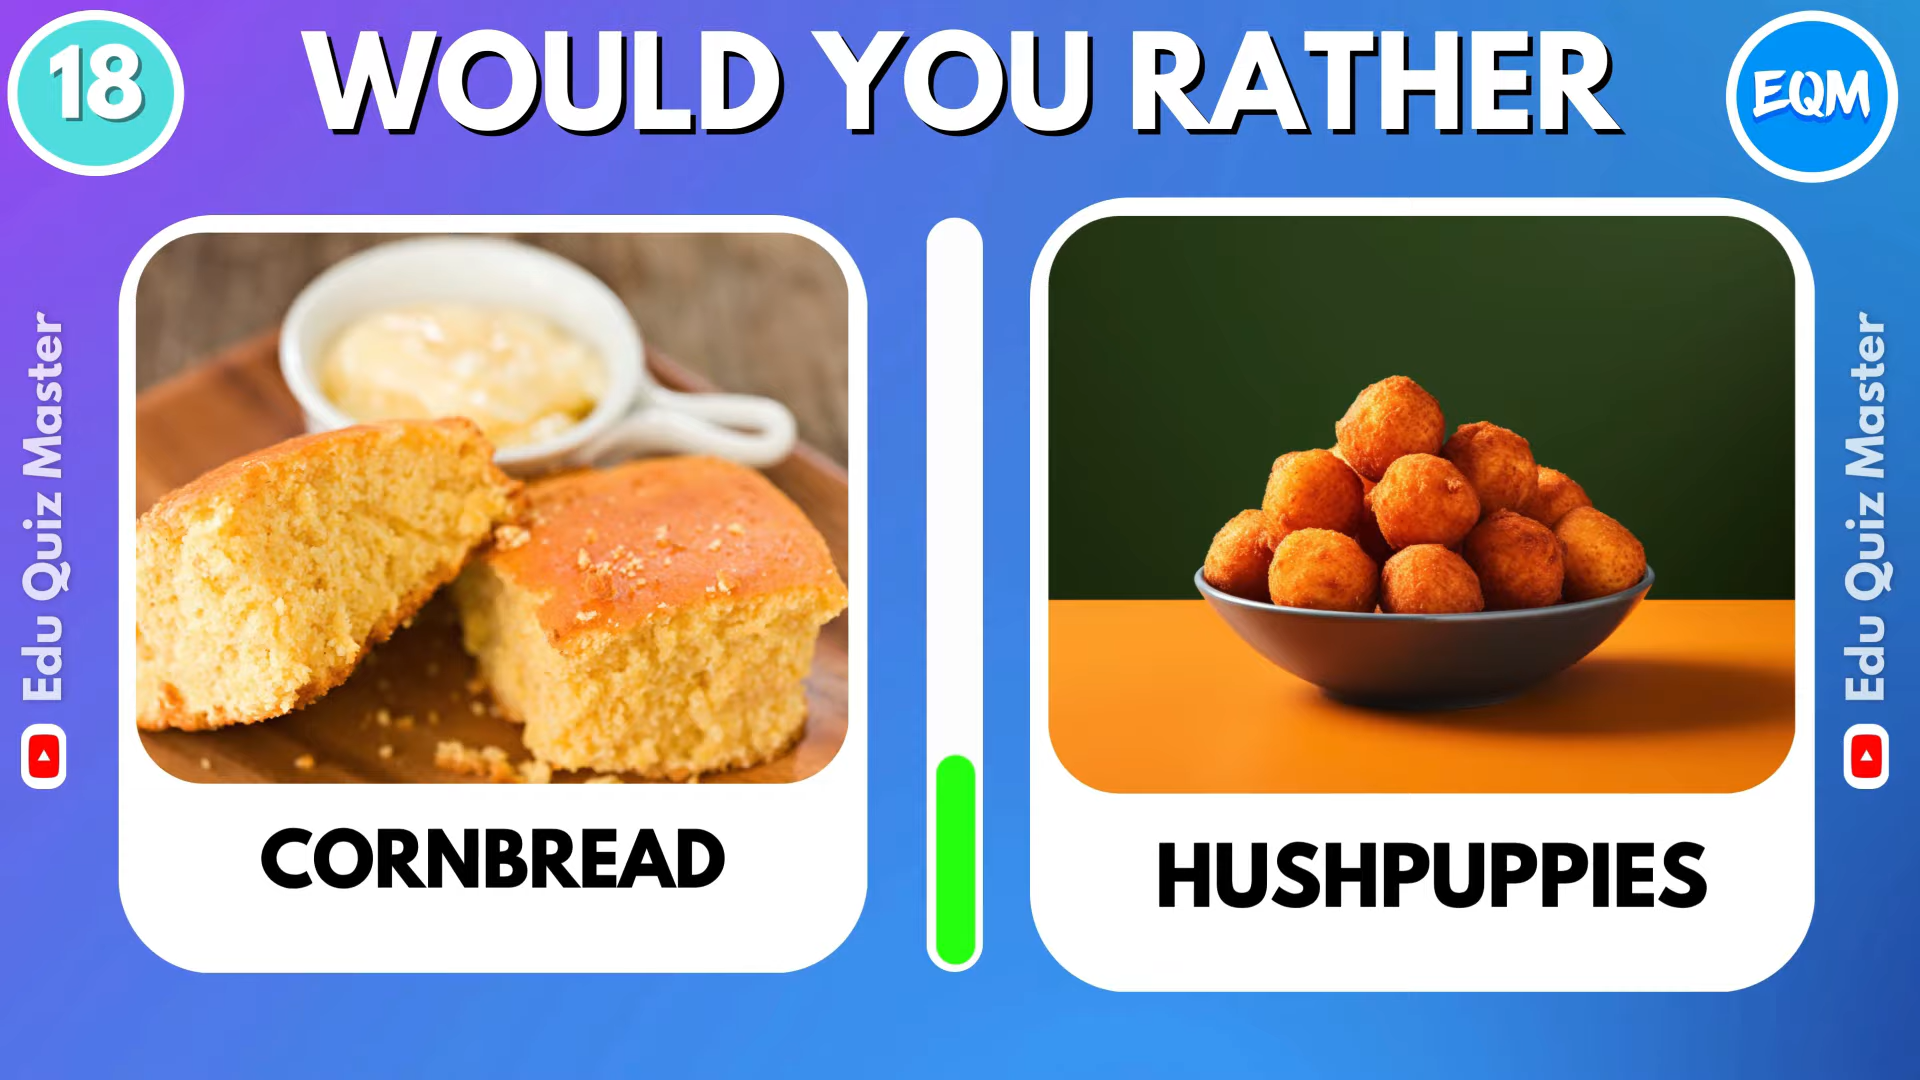 18
WOULD YOU RATHER
EQM
Edu Quiz Master
CORNBREAD
HUSHPUPPIES
Edu Quiz Master